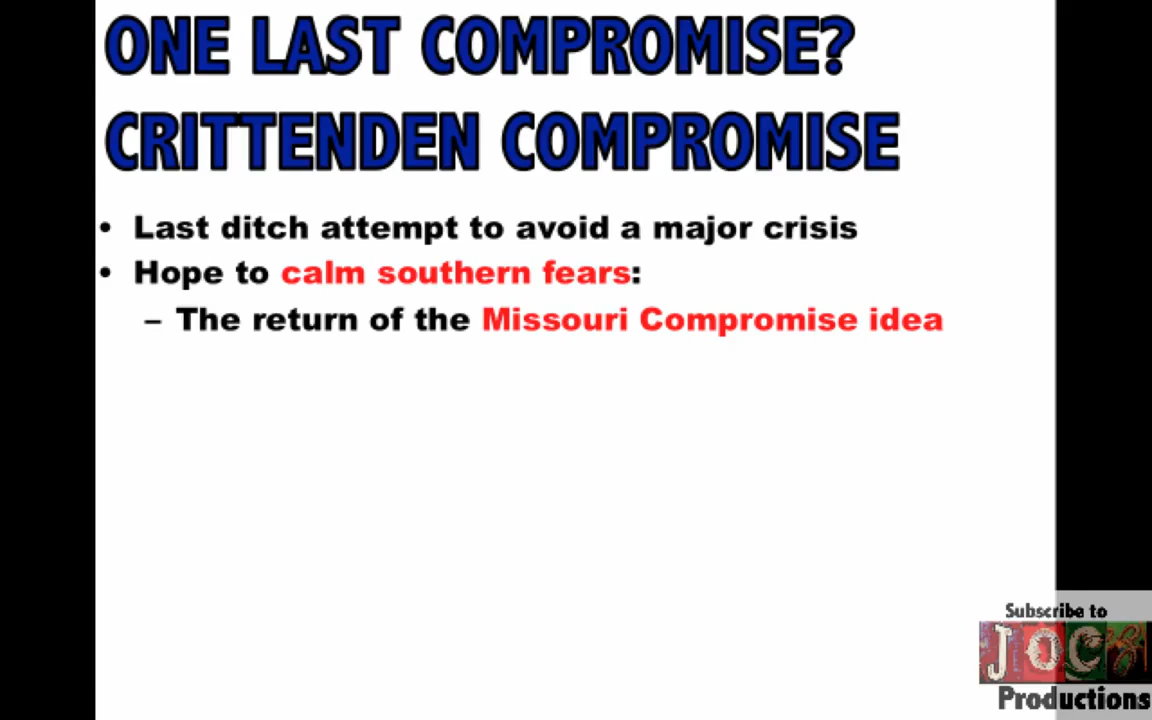 ONE LAST COMPROMISE?
CRITTENDEN COMPROMISE
• Last ditch attempt to avoid a major crisis
• Hope to calm southern fears:
– The return of the Missouri Compromise idea
Subscribe to
JOCZ
Productions